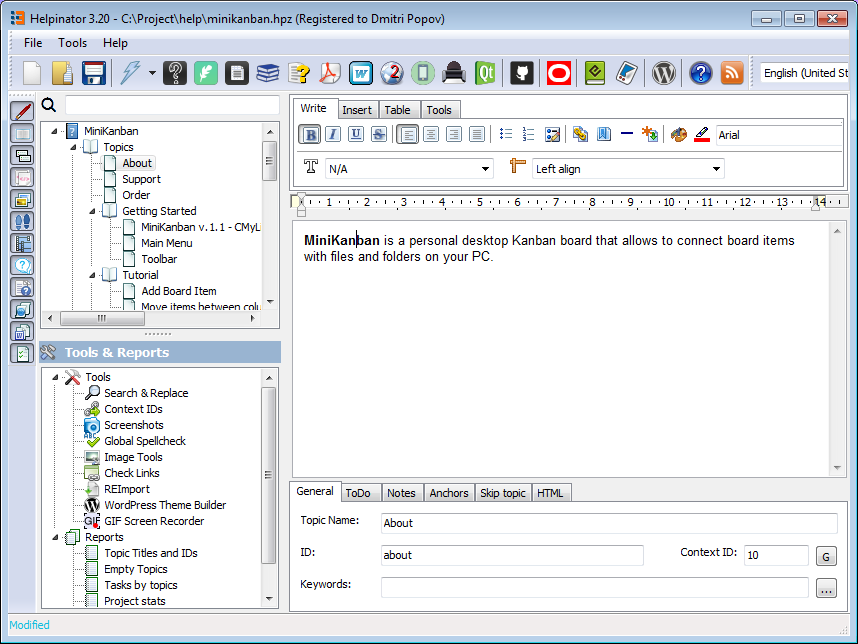 Helpinator 3.20 - C:\Project\help\minikanban.hpz (Registered to Dmitri Popov)
File Tools Help
English (United St
MiniKanban
Topics
About
Support
Order
Getting Started
MiniKanban v.1.1 - CMyLi
Main Menu
Toolbar
Tutorial
Add Board Item
Move items between colu
Tools & Reports
Tools
Search & Replace
Context IDs
Screenshots
Global Spellcheck
Image Tools
Check Links
REImport
WordPress Theme Builder
GIF Screen Recorder
Reports
Topic Titles and IDs
Empty Topics
Tasks by topics
Project stats
Write Insert Table Tools
B I U S
Arial
N/A Left align
1 2 3 4 5 6 7 8 9 10 11 12 13 14
MiniKanban is a personal desktop Kanban board that allows to connect board items
with files and folders on your PC.
General ToDo Notes Anchors Skip topic HTML
Topic Name: About
ID: about Context ID: 10 G
Keywords: ...
Modified